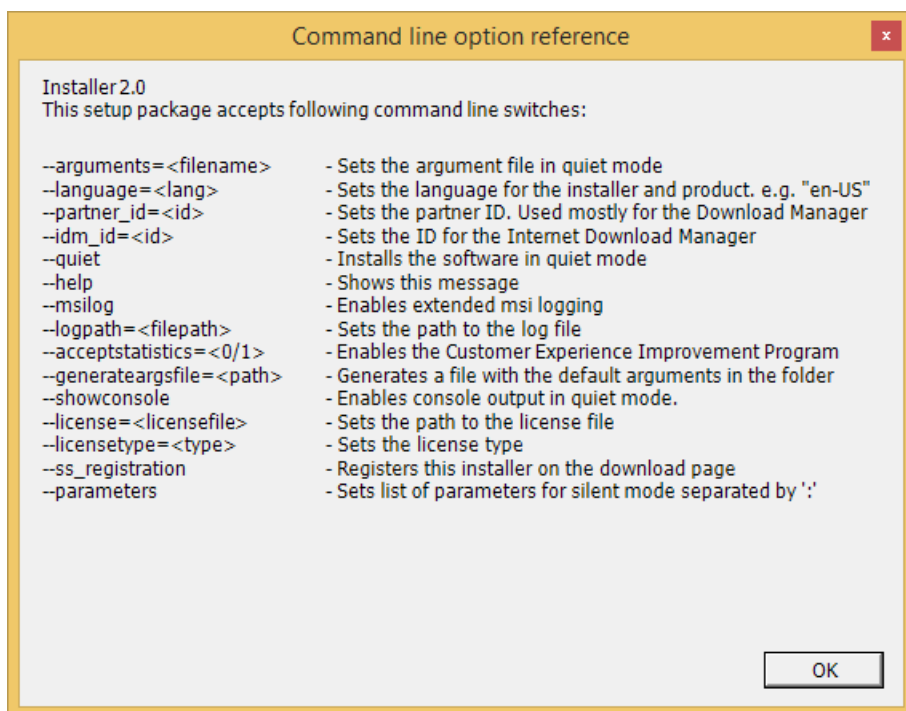 Command line option reference
x
Installer 2.0
This setup package accepts following command line switches:
--arguments=<filename> - Sets the argument file in quiet mode
--language=<lang> - Sets the language for the installer and product. e.g. "en-US"
--partner_id=<id> - Sets the partner ID. Used mostly for the Download Manager
--idm_id=<id> - Sets the ID for the Internet Download Manager
--quiet - Installs the software in quiet mode
--help - Shows this message
--msilog - Enables extended msi logging
--logpath=<filepath> - Sets the path to the log file
--acceptstatistics=<0/1> - Enables the Customer Experience Improvement Program
--generateargsfile=<path> - Generates a file with the default arguments in the folder
--showconsole - Enables console output in quiet mode.
--license=<licensefile> - Sets the path to the license file
--licensetype=<type> - Sets the license type
--ss_registration - Registers this installer on the download page
--parameters - Sets list of parameters for silent mode separated by ':'
OK